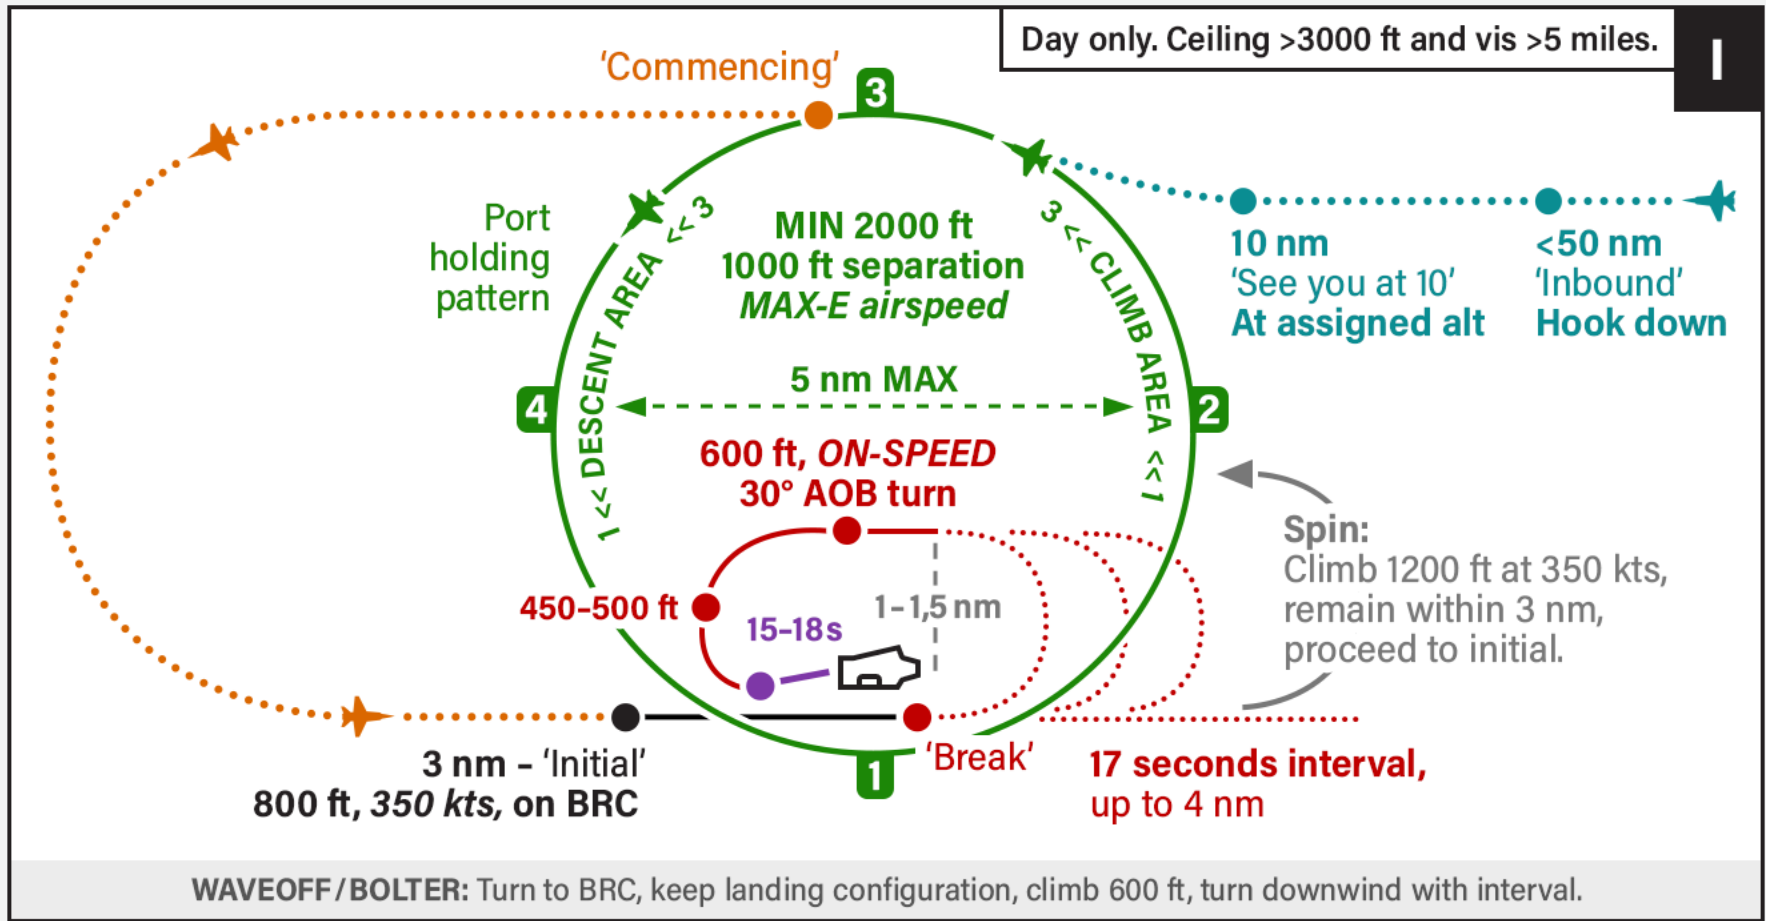 Day only. Ceiling >3000 ft and vis >5 miles.
I
'Commencing'
3
Port
holding
pattern
MIN 2000 ft
1000 ft separation
MAX-E airspeed
1 << DESCENT AREA << 3
3 << CLIMB AREA << 1
10 nm
'See you at 10'
At assigned alt
<50 nm
'Inbound'
Hook down
5 nm MAX
4
2
600 ft, ON-SPEED
30° AOB turn
450–500 ft
15–18s
1–1,5 nm
Spin:
Climb 1200 ft at 350 kts,
remain within 3 nm,
proceed to initial.
3 nm – 'Initial'
800 ft, 350 kts, on BRC
1
'Break'
17 seconds interval,
up to 4 nm
WAVEOFF/BOLTER: Turn to BRC, keep landing configuration, climb 600 ft, turn downwind with interval.